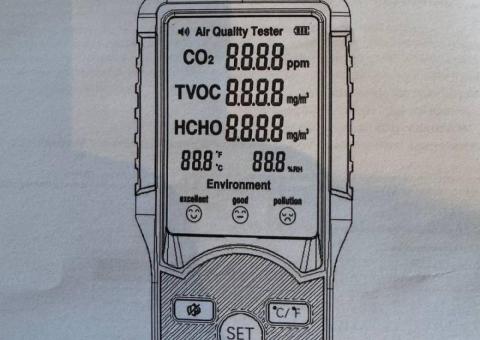 Air Quality Tester
CO2 8.8.8.8 ppm
TVOC 8.8.8.8 mg/m³
HCHO 8.8.8.8 mg/m³
88.8 °F °C 88.8 %RH
Environment
excellent good pollution
°C/°F
SET